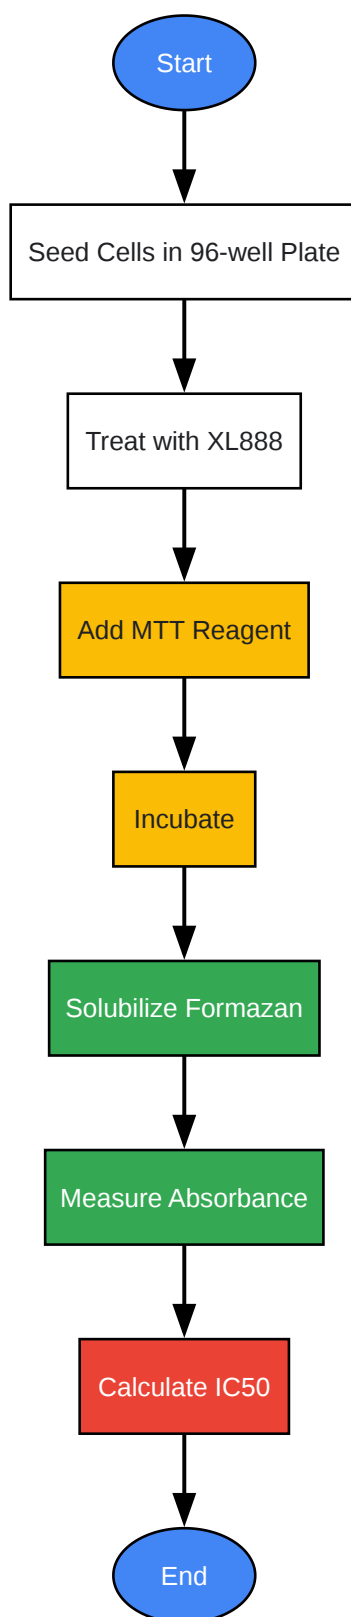 Start
Seed Cells in 96-well Plate
Treat with XL888
Add MTT Reagent
Incubate
Solubilize Formazan
Measure Absorbance
Calculate IC50
End